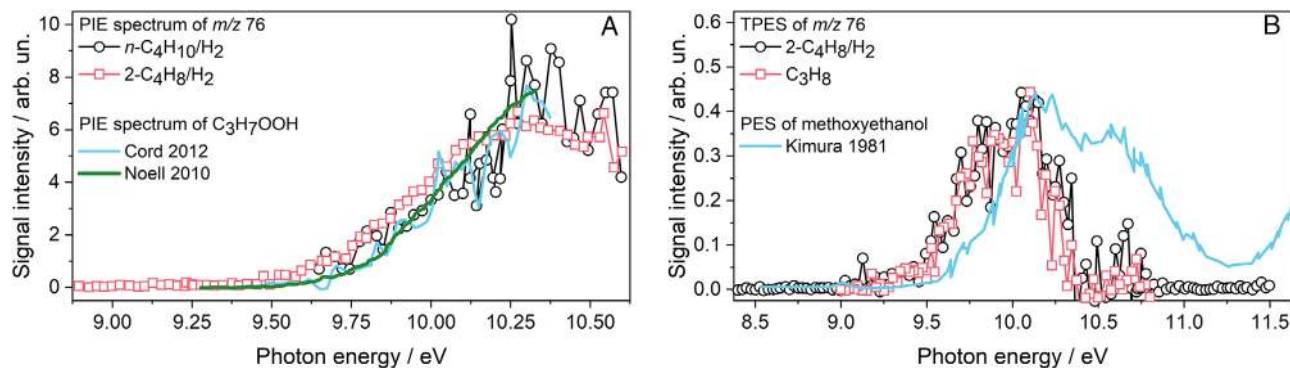 A
PIE spectrum of m/z 76
n-C4H10/H2
2-C4H8/H2
PIE spectrum of C3H7OOH
Cord 2012
Noell 2010
Signal intensity / arb. un.
10
8
6
4
2
0
9.00 9.25 9.50 9.75 10.00 10.25 10.50
Photon energy / eV
B
TPES of m/z 76
2-C4H8/H2
C3H8
PES of methoxyethanol
Kimura 1981
Signal intensity / arb. un.
0.6
0.5
0.4
0.3
0.2
0.1
0.0
8.5 9.0 9.5 10.0 10.5 11.0 11.5
Photon energy / eV